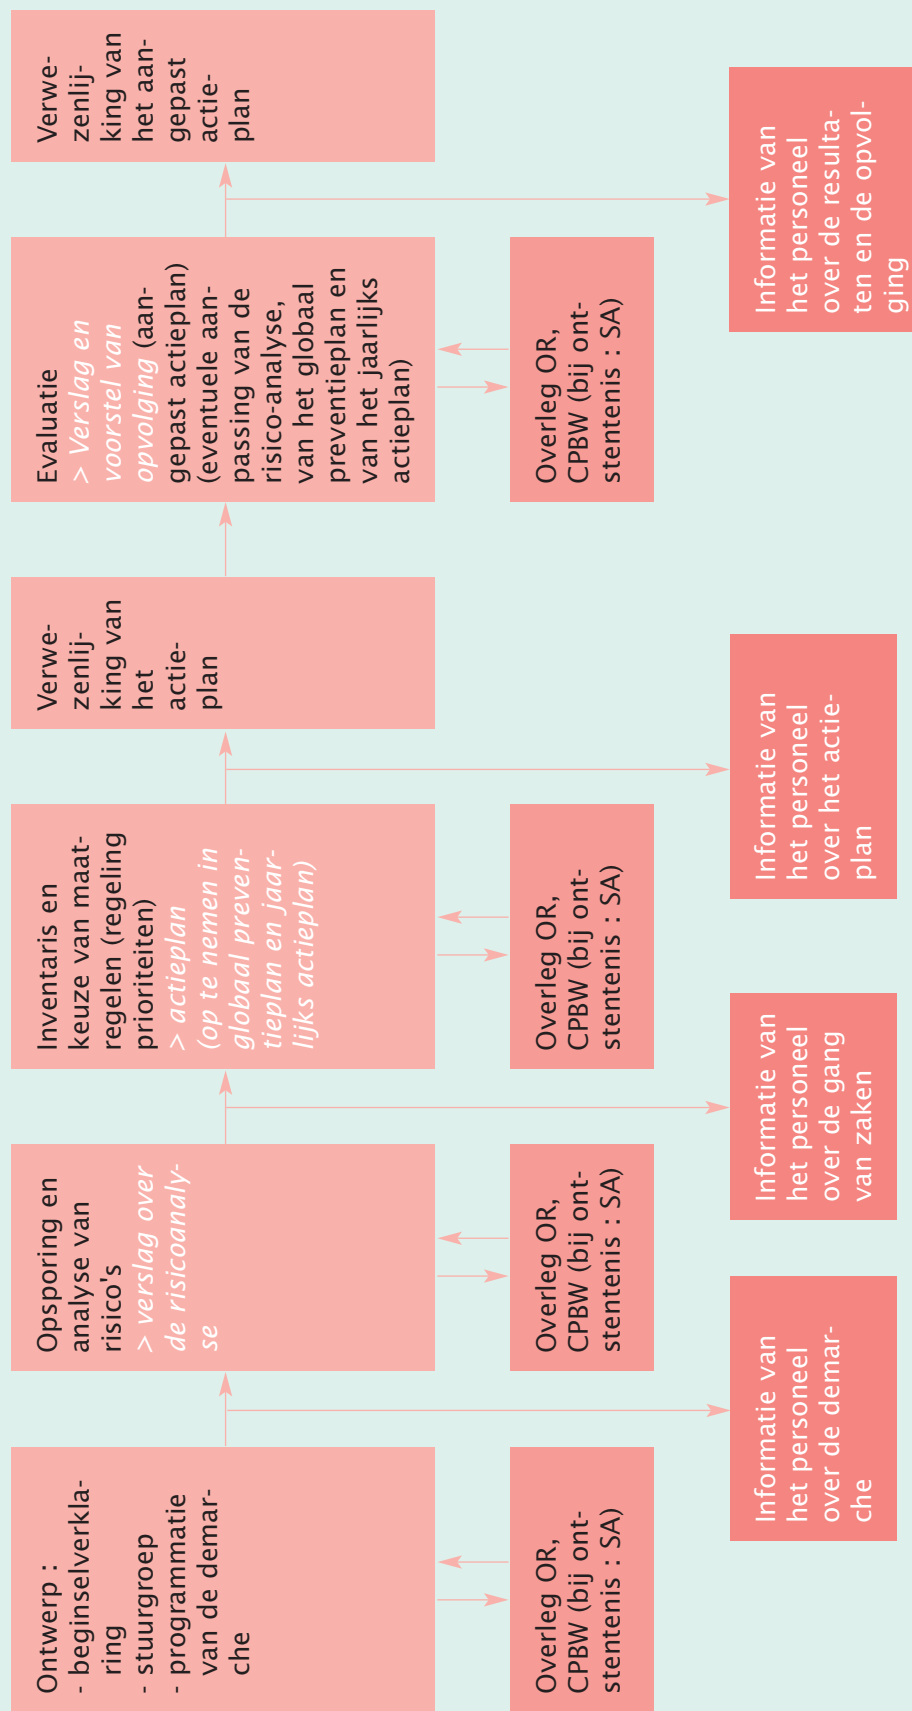 Ontwerp :
- beginselverkla-
ring
- stuurgroep
- programmatie
van de demar-
che
Opsporing en
analyse van
risico's
> verslag over
de risicoanaly-
se
Inventaris en
keuze van maat-
regelen (regeling
prioriteiten)
> actieplan
(op te nemen in
globaal preven-
tieplan en jaar-
lijks actieplan)
Verwe-
zenlij-
king van
het
actie-
plan
Evaluatie
> Verslag en
voorstel van
opvolging (aan-
gepast actieplan)
(eventuele aan-
passing van de
risico-analyse,
van het globaal
preventieplan en
van het jaarlijks
actieplan)
Verwe-
zenlij-
king van
het aan-
gepast
actie-
plan
Overleg OR,
CPBW (bij ont-
stentenis : SA)
Overleg OR,
CPBW (bij ont-
stentenis : SA)
Overleg OR,
CPBW (bij ont-
stentenis : SA)
Overleg OR,
CPBW (bij ont-
stentenis : SA)
Informatie van
het personeel
over de demar-
che
Informatie van
het personeel
over de gang
van zaken
Informatie van
het personeel
over het actie-
plan
Informatie van
het personeel
over de resulta-
ten en de opvol-
ging